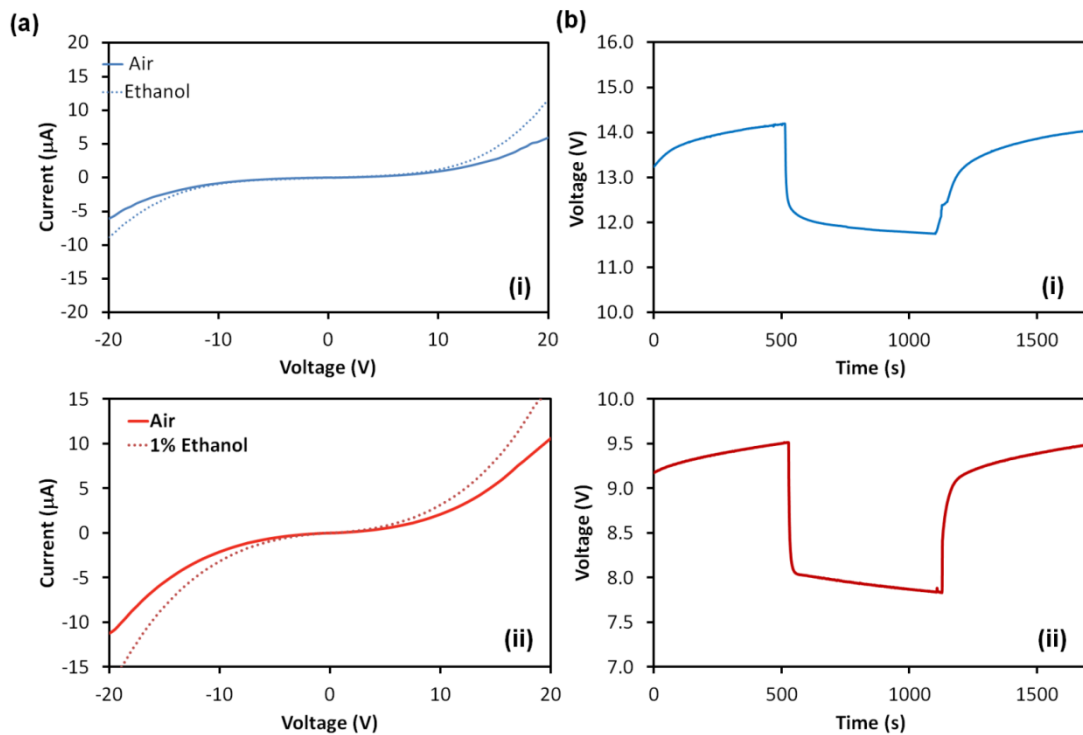 (a)
20
15
10
5
0
-5
-10
-15
-20
Current (μA)
Air
Ethanol
(i)
-20
-10
0
10
20
Voltage (V)
(b)
16.0
15.0
14.0
13.0
12.0
11.0
10.0
Voltage (V)
(i)
0
500
1000
1500
Time (s)
15
10
5
0
-5
-10
-15
Current (μA)
Air
1% Ethanol
(ii)
-20
-10
0
10
20
Voltage (V)
10.0
9.5
9.0
8.5
8.0
7.5
7.0
Voltage (V)
(ii)
0
500
1000
1500
Time (s)